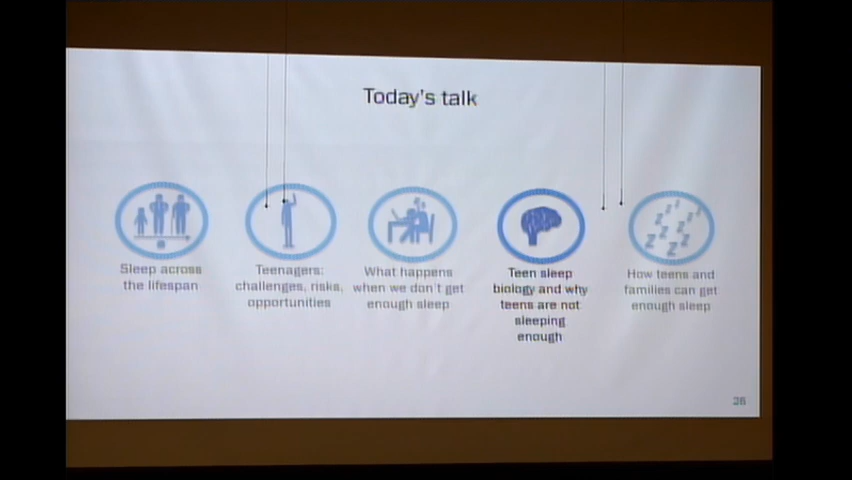 Today's talk
Sleep across
the lifespan
Teenagers:
challenges, risks,
opportunities
What happens
when we don't get
enough sleep
Teen sleep
biology and why
teens are not
sleeping
enough
How teens and
families can get
enough sleep
26